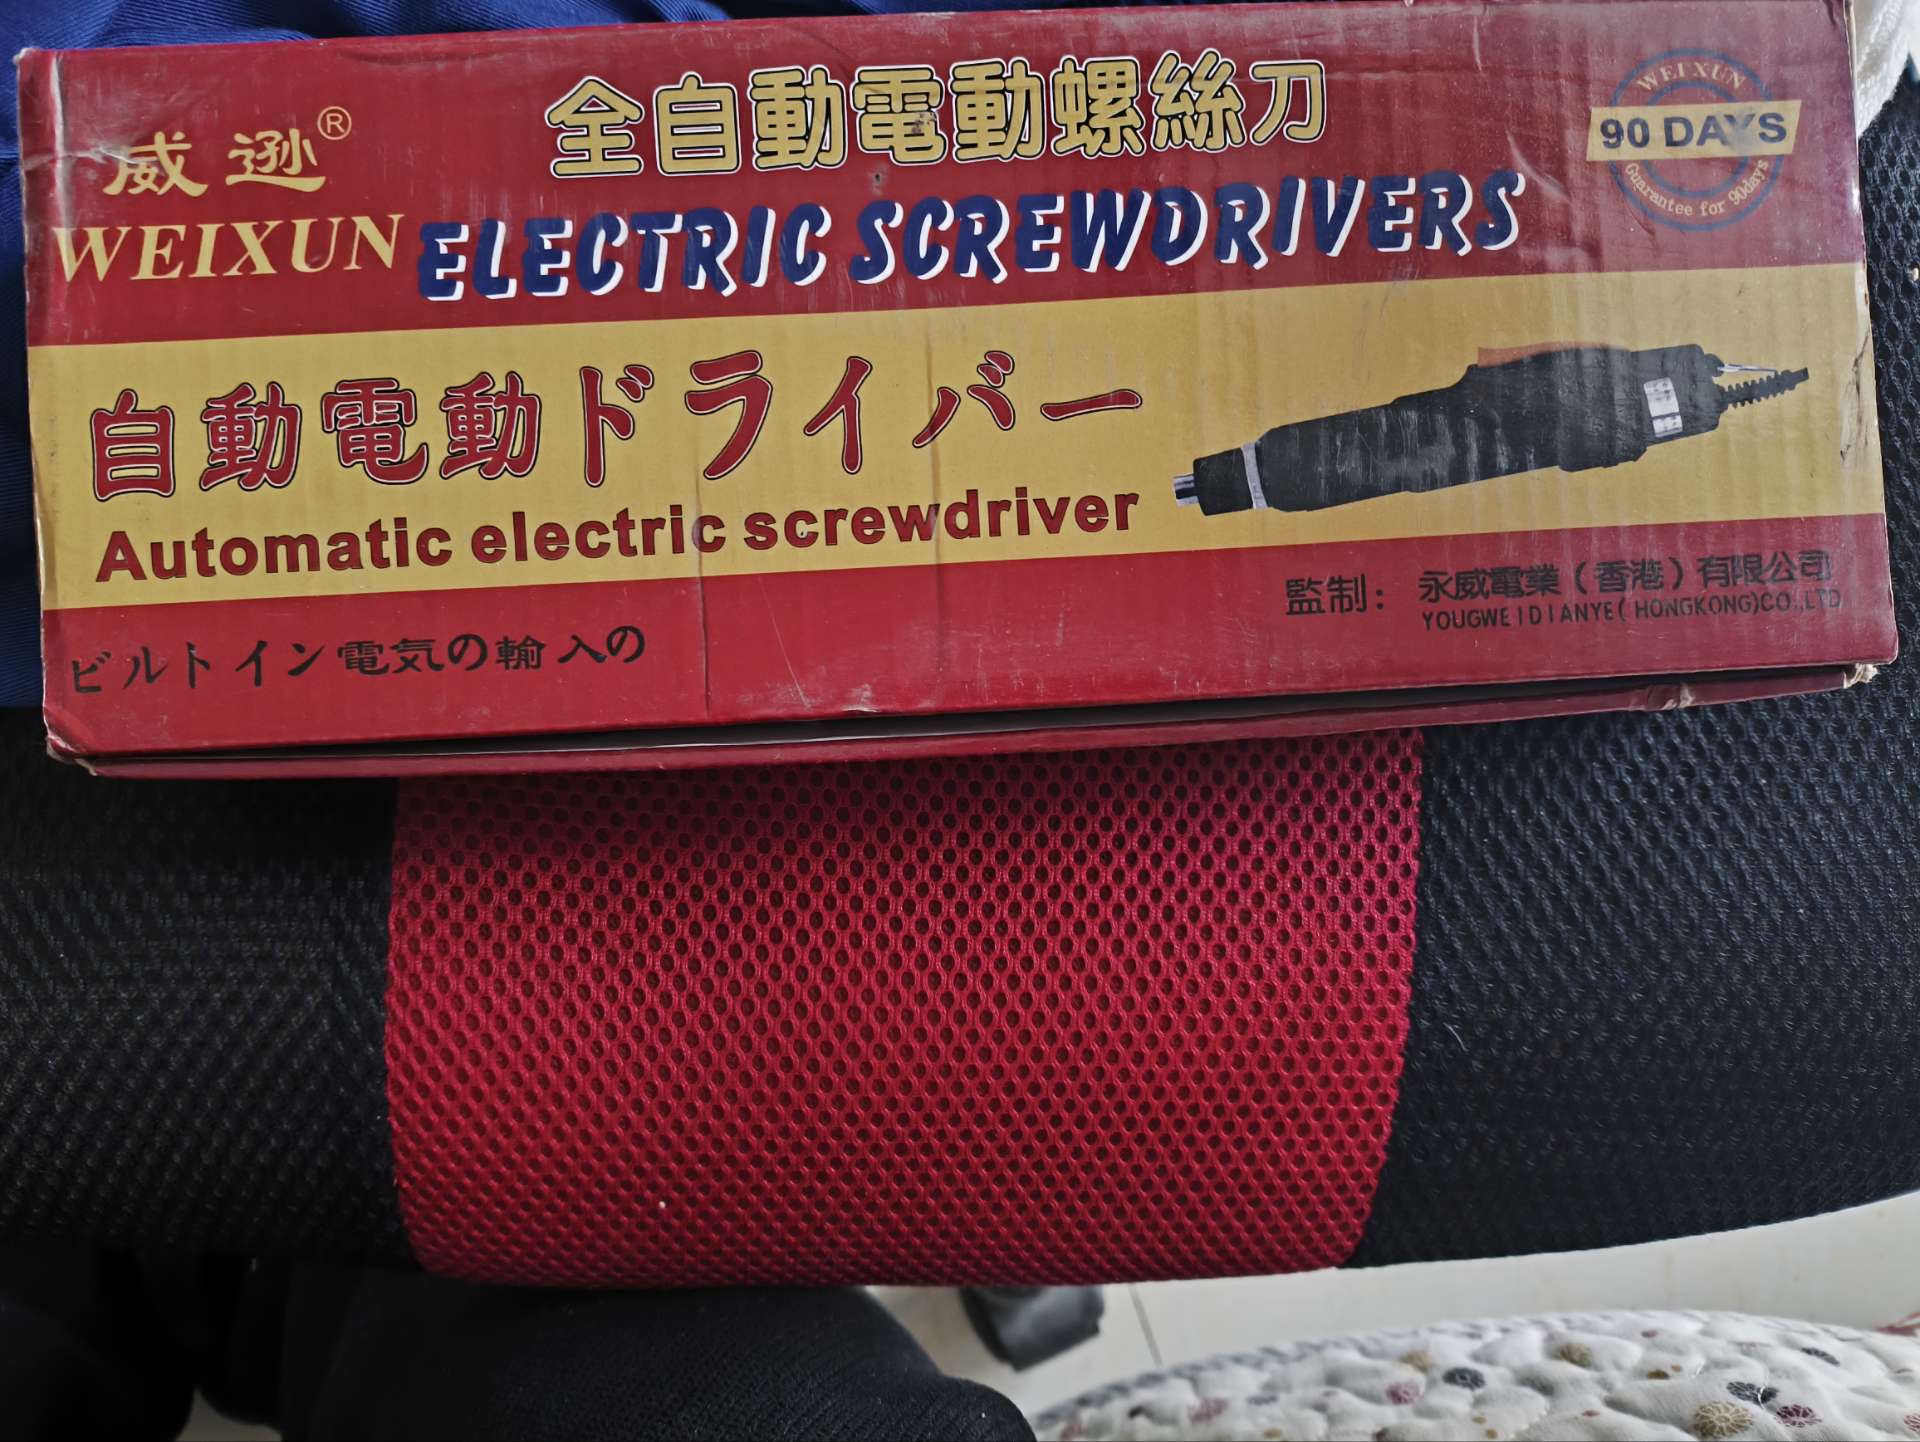 威遜®
WEIXUN
全自動電動螺絲刀
ELECTRIC SCREWDRIVERS
WEIXUN
90 DAYS
Guarantee for 90days
自動電動ドライバー
Automatic electric screwdriver
ビルトイン電気の輸入の
監制：永威電業（香港）有限公司
YOUGWEIDIANYE(HONGKONG)CO.,LTD